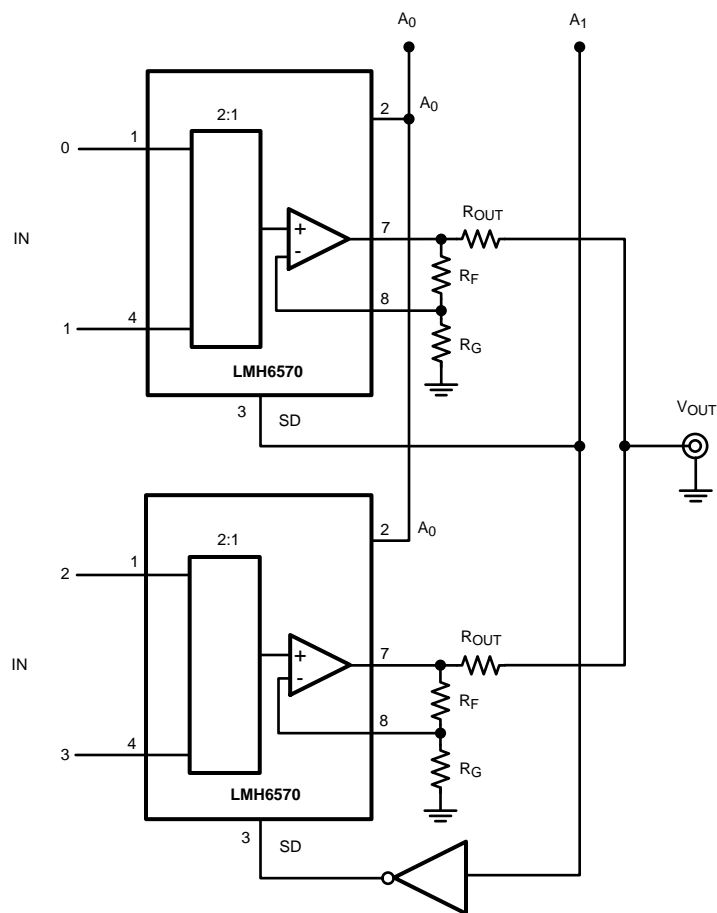 A0 A1
2:1
2 A0
0 1
IN
1 4
+
-
7
ROUT
RF
8
RG
LMH6570
3 SD
VOUT
2:1
2 A0
2 1
IN
3 4
+
-
7
ROUT
RF
8
RG
LMH6570
3 SD